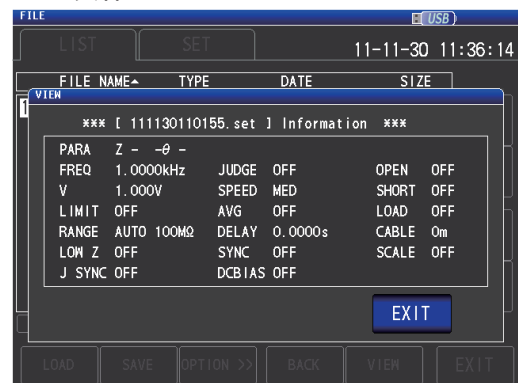 FILE
USB
LIST SET 11-11-30 11:36:14
FILE NAME▲ TYPE DATE SIZE
VIEW
1
*** [ 111130110155.set ] Information ***
PARA Z - -θ -
FREQ 1.0000kHz JUDGE OFF OPEN OFF
V 1.000V SPEED MED SHORT OFF
LIMIT OFF AVG OFF LOAD OFF
RANGE AUTO 100MΩ DELAY 0.0000s CABLE 0m
LOW Z OFF SYNC OFF SCALE OFF
J SYNC OFF DCBIAS OFF
EXIT
LOAD SAVE OPTION >> BACK VIEW EXIT